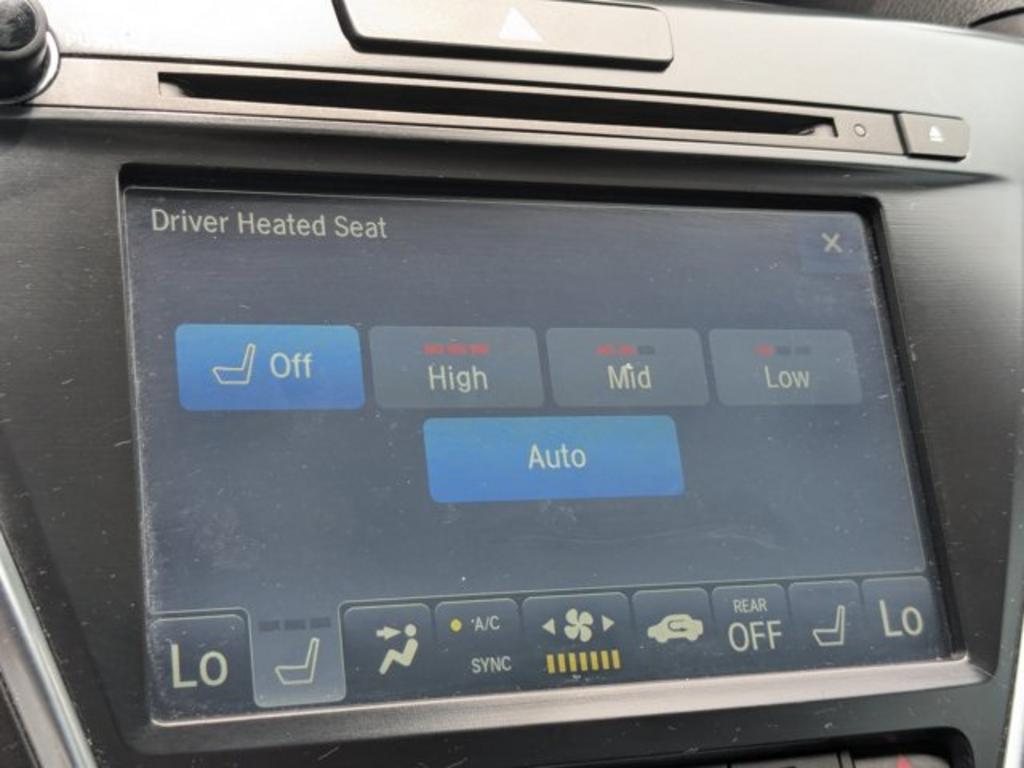 Driver Heated Seat
Off
High
Mid
Low
Auto
Lo
A/C
SYNC
REAR
OFF
Lo